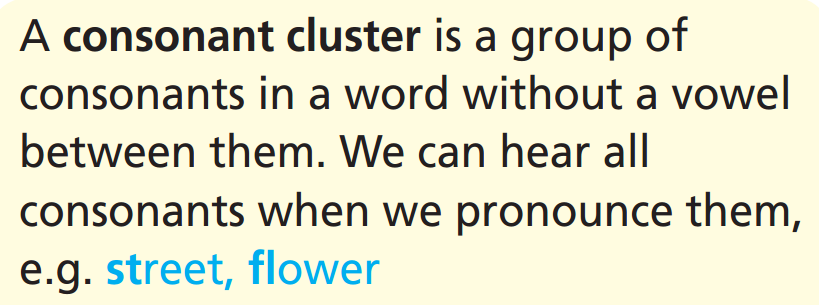 A consonant cluster is a group of
consonants in a word without a vowel
between them. We can hear all
consonants when we pronounce them,
e.g. street, flower